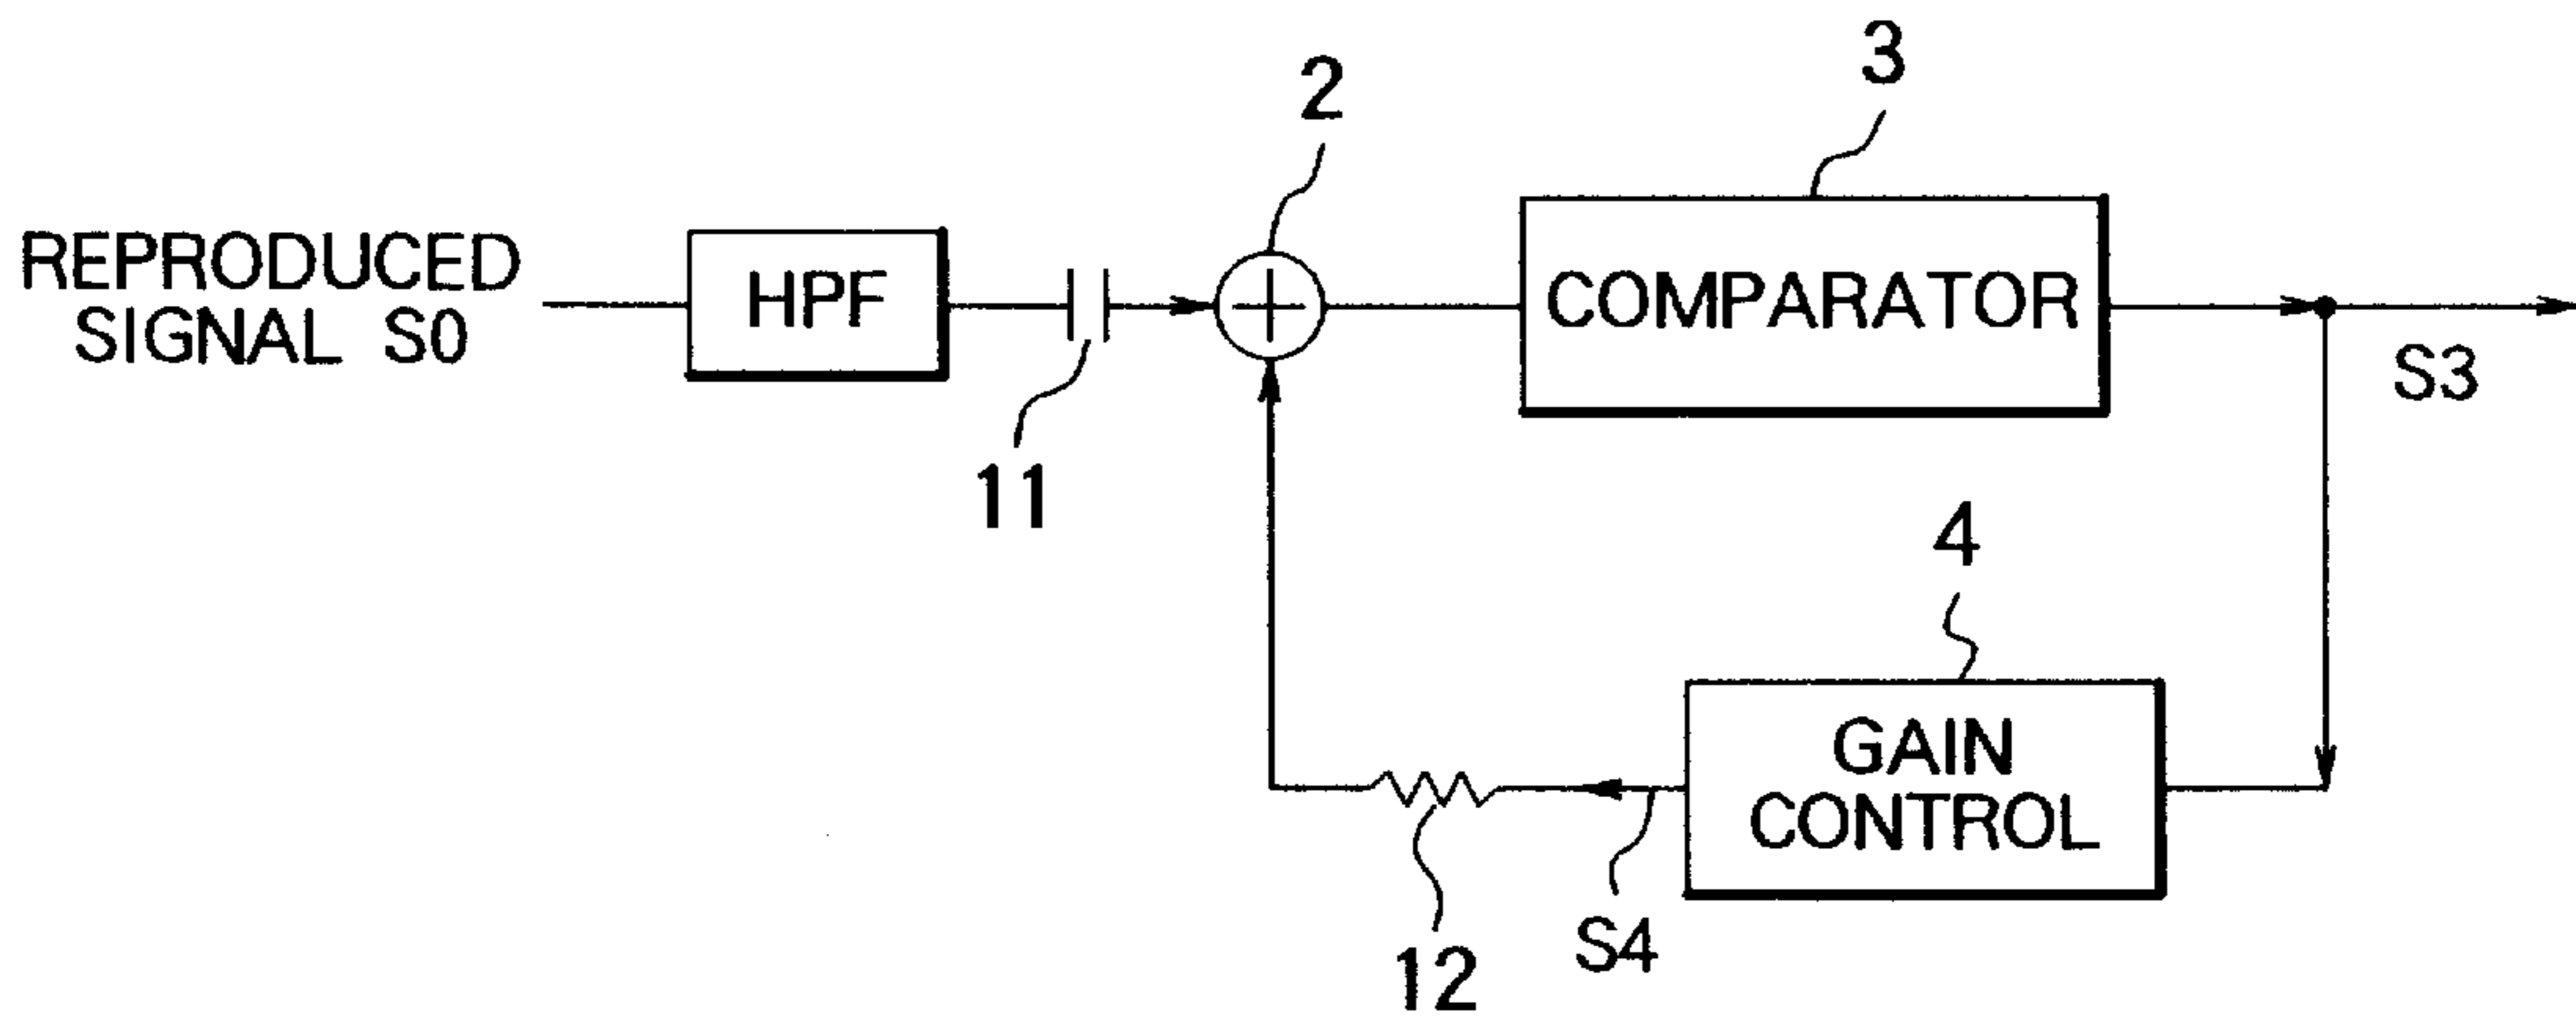 3
2
REPRODUCED
SIGNAL S0
HPF
COMPARATOR
S3
11
4
GAIN
CONTROL
12
S4